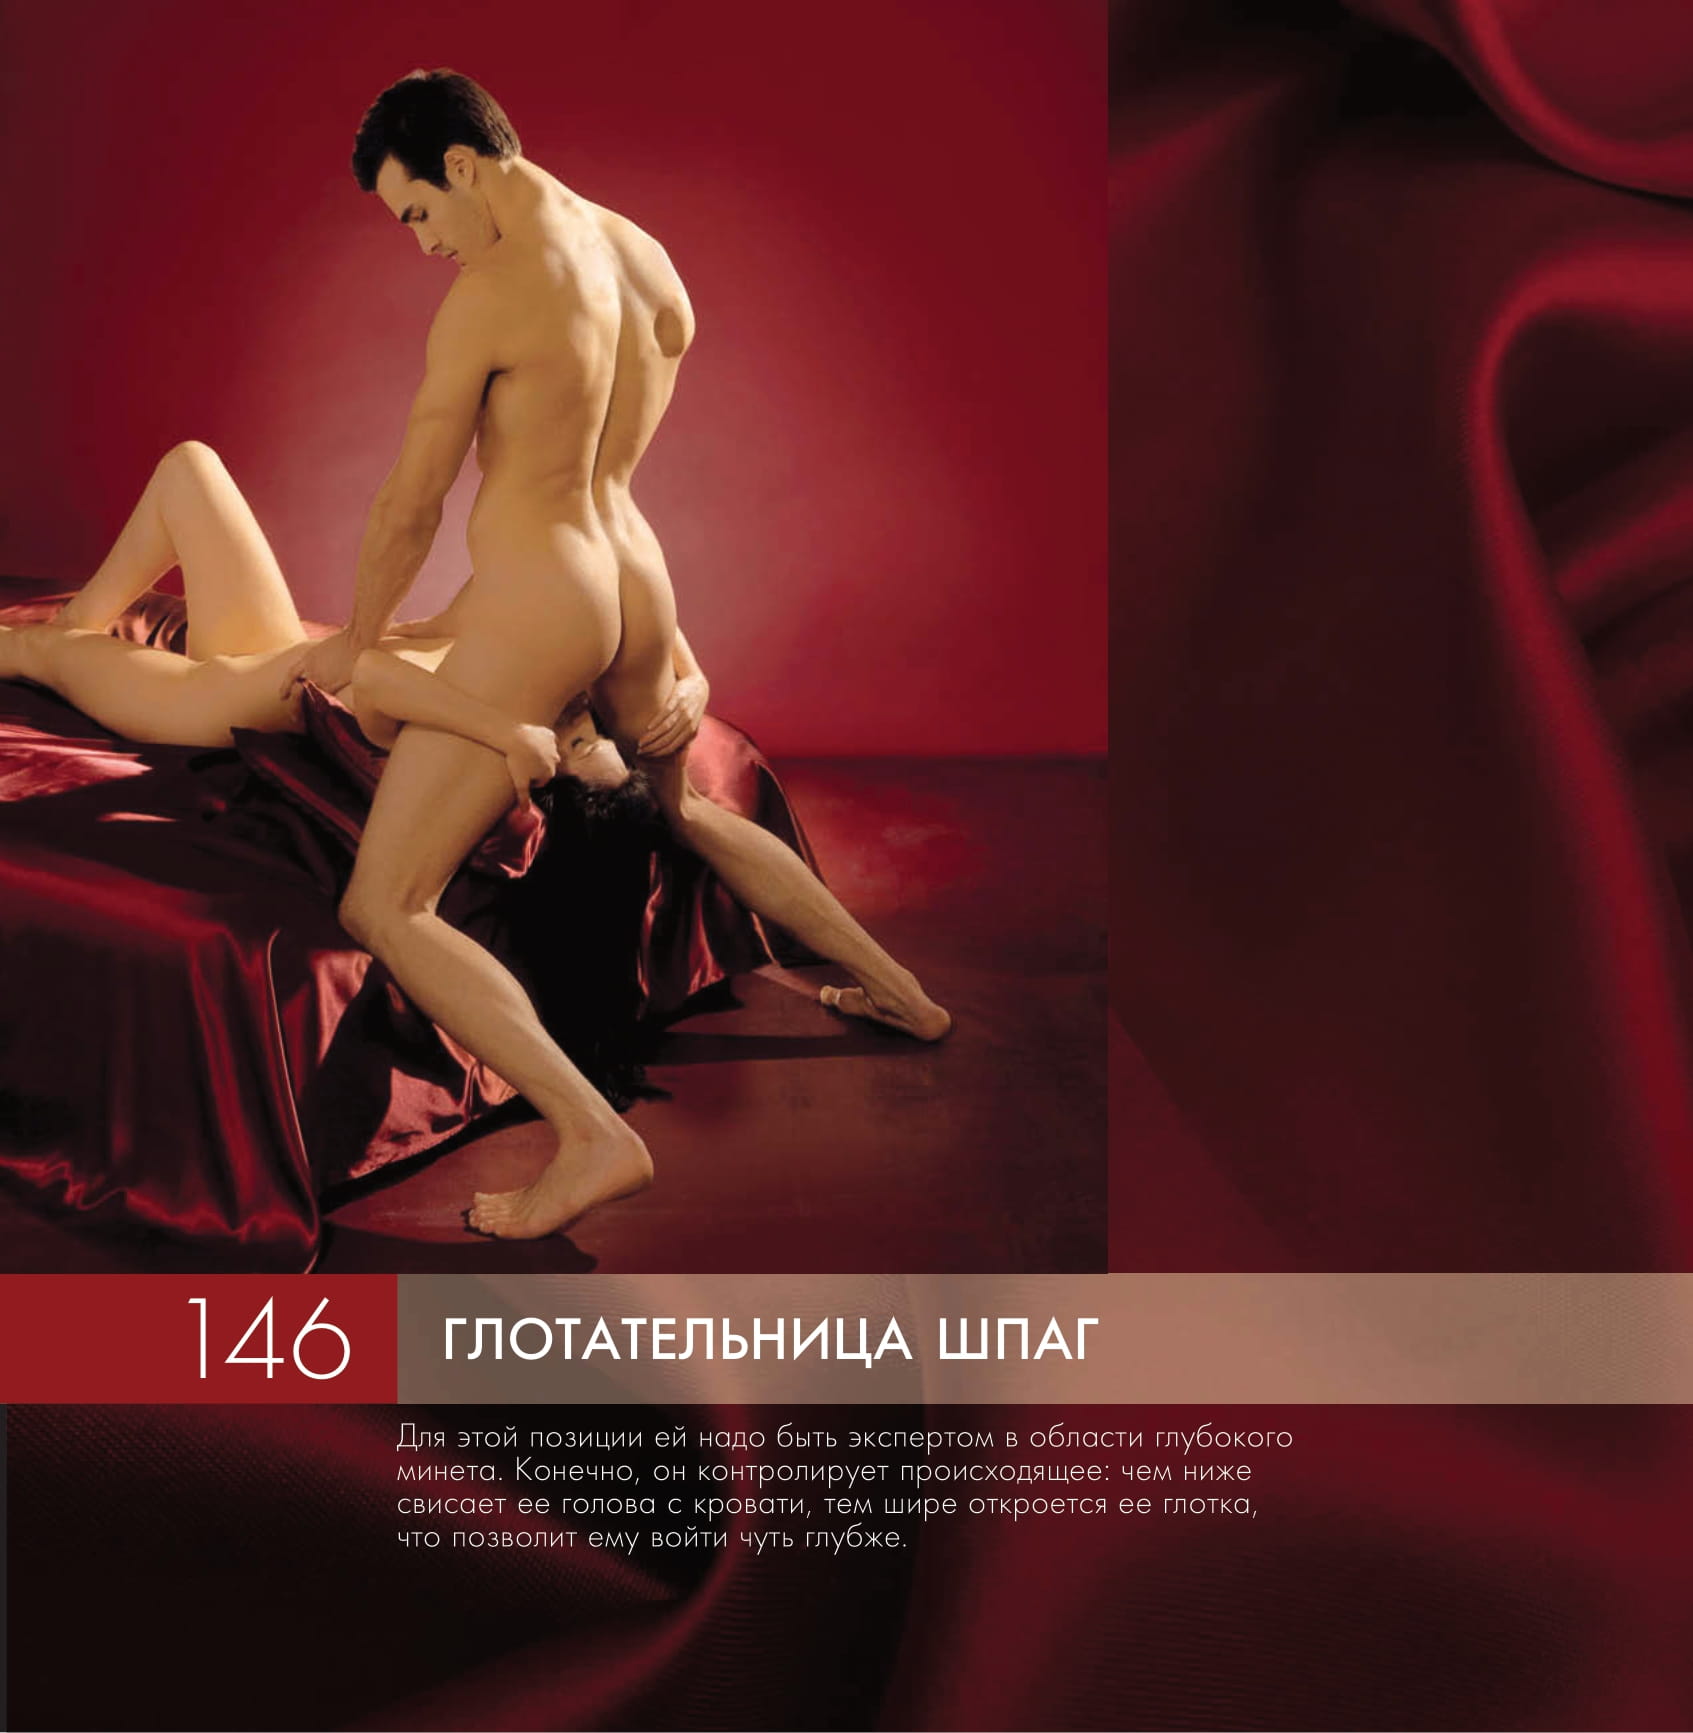 146
ГЛОТАТЕЛЬНИЦА ШПАГ
Для этой позиции ей надо быть экспертом в области глубокого
минета. Конечно, он контролирует происходящее: чем ниже
свисает ее голова с кровати, тем шире откроется ее глотка,
что позволит ему войти чуть глубже.